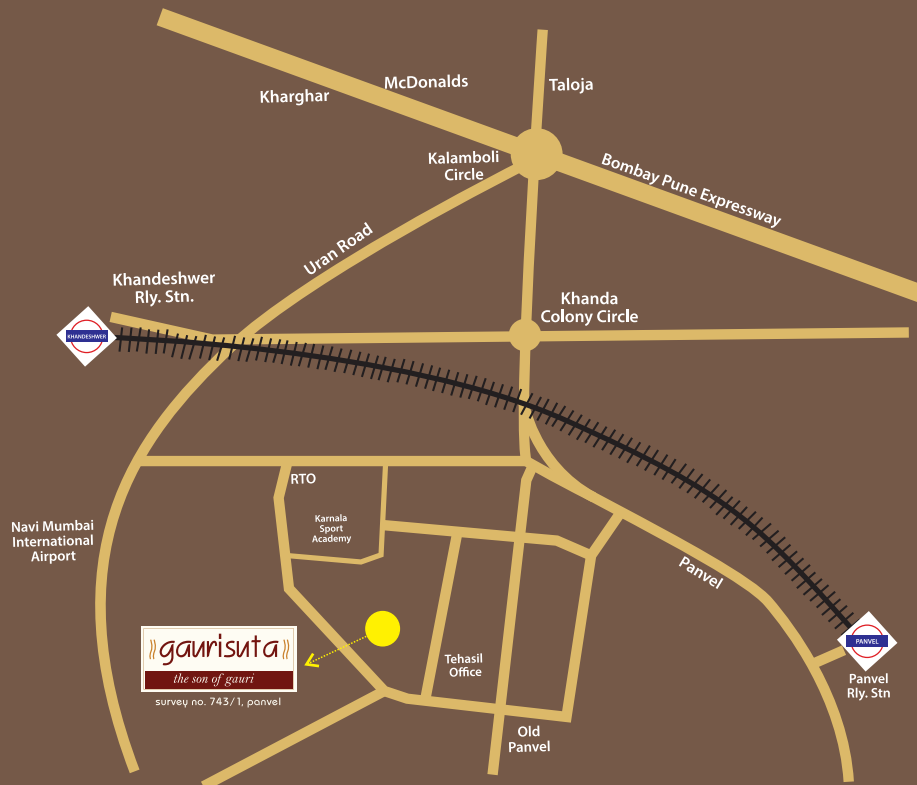 McDonalds
Kharghar
Taloja
Kalamboli
Circle
Bombay Pune Expressway
Uran Road
Khandeshwer
Rly. Stn.
KHANDESHWER
Khanda
Colony Circle
RTO
Karnala
Sport
Academy
Navi Mumbai
International
Airport
Panvel
gaurisuta
the son of gauri
survey no. 743/1, panvel
Tehasil
Office
PANVEL
Panvel
Rly. Stn
Old
Panvel